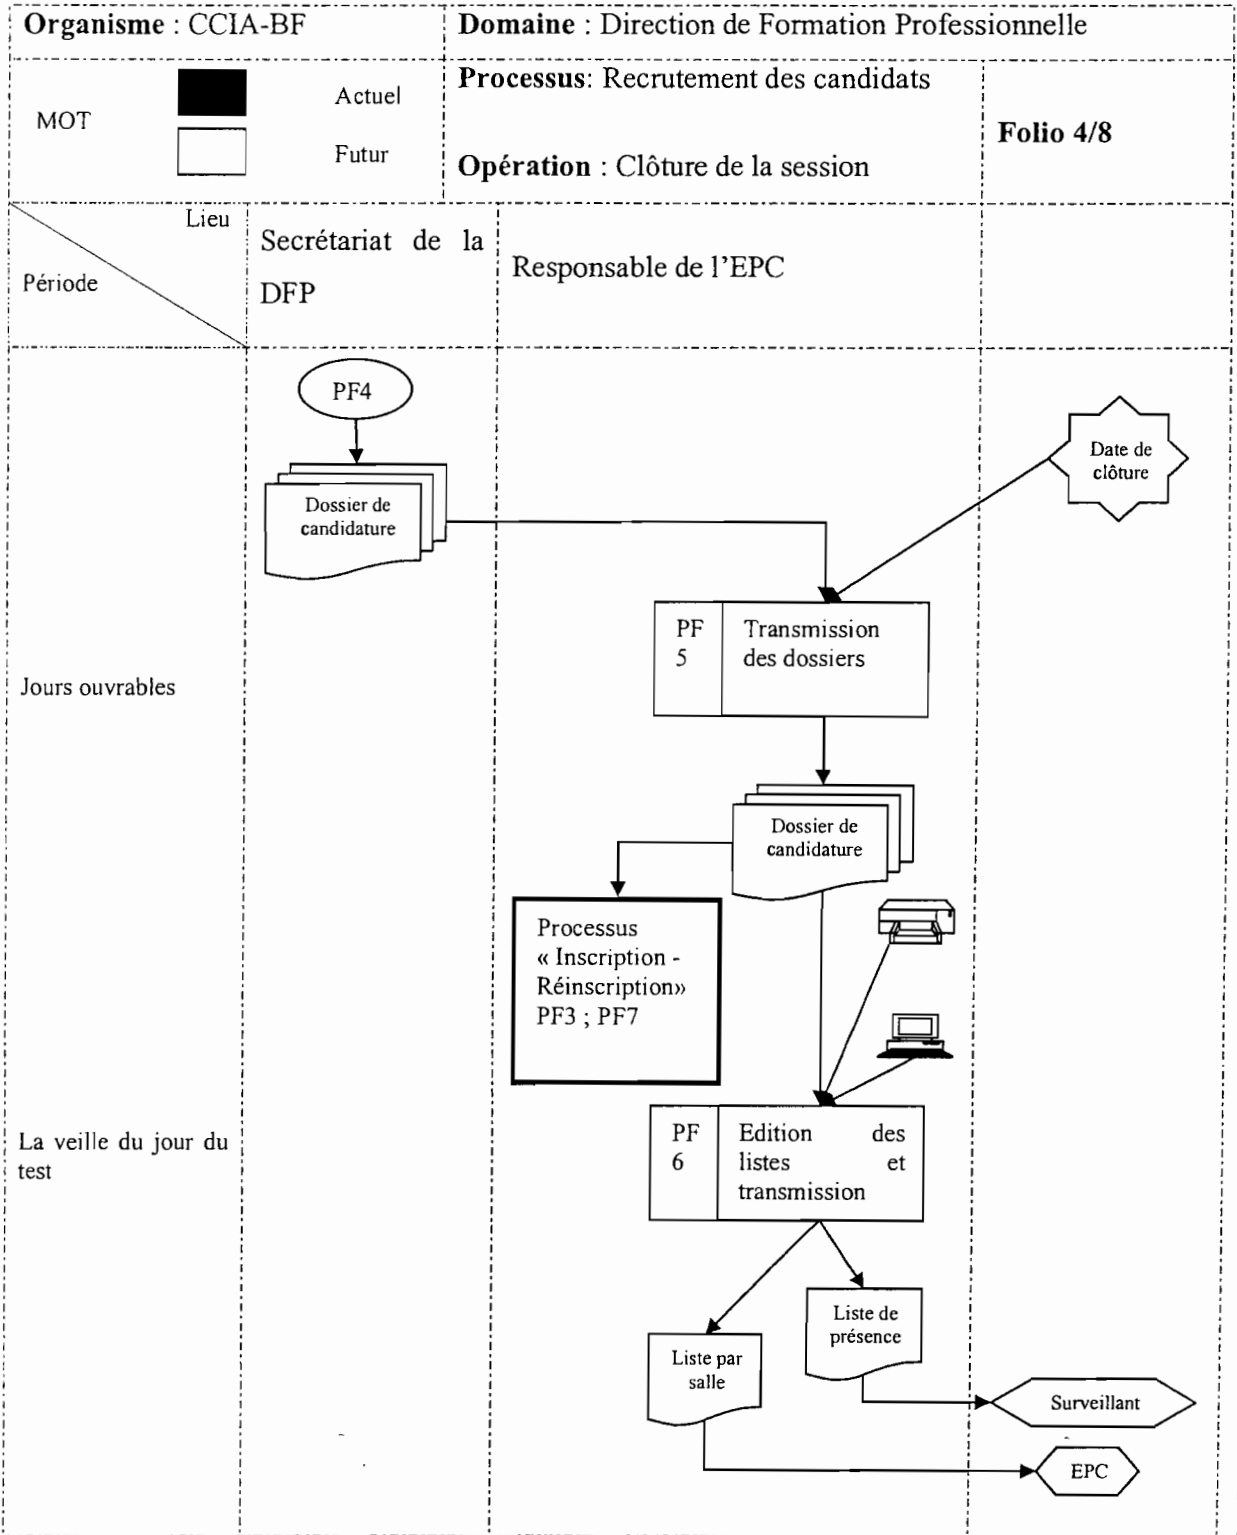 Organisme : CCIA-BF
Domaine : Direction de Formation Professionnelle
MOT
Actuel
Futur
Processus: Recrutement des candidats
Opération : Clôture de la session
Folio 4/8
Lieu
Période
Secrétariat de la
DFP
Responsable de l'EPC
PF4
Dossier de
candidature
Date de
clôture
PF
5
Transmission
des dossiers
Jours ouvrables
Dossier de
candidature
Processus
« Inscription -
Réinscription»
PF3 ; PF7
La veille du jour du
test
PF
6
Edition des
listes et
transmission
Liste de
présence
Liste par
salle
Surveillant
EPC